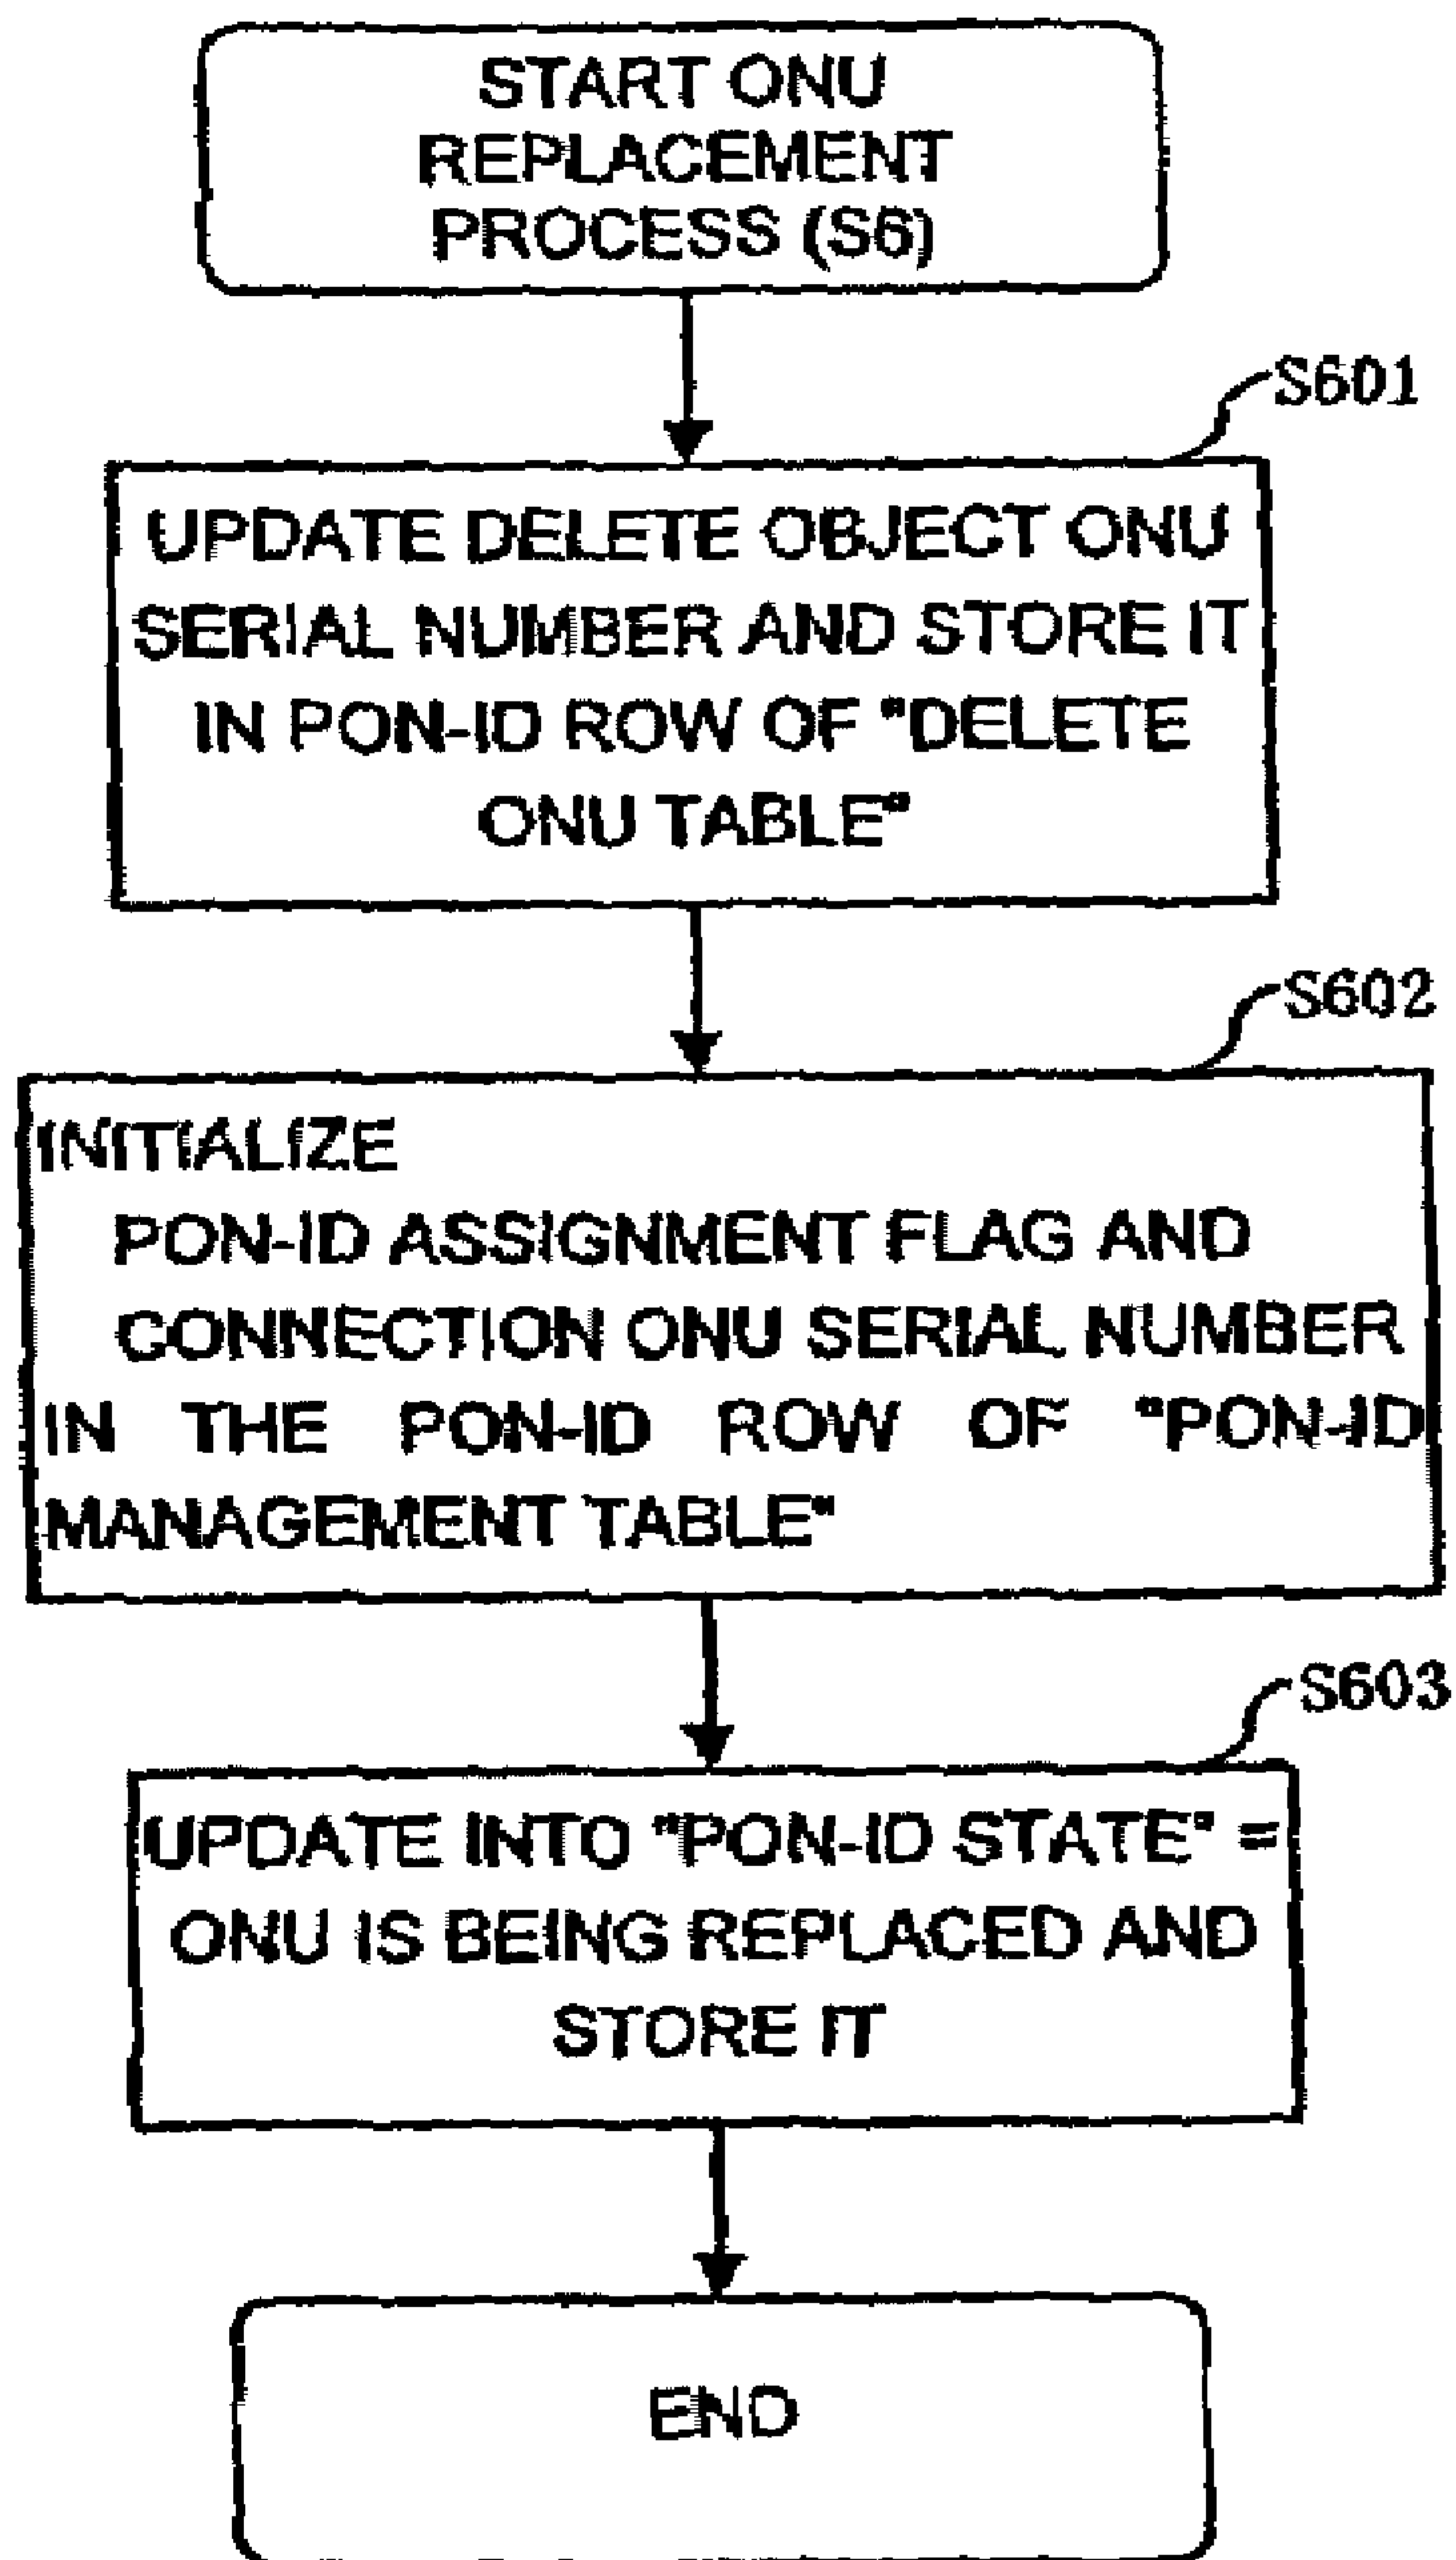 START ONU
REPLACEMENT
PROCESS (S6)
S601
UPDATE DELETE OBJECT ONU
SERIAL NUMBER AND STORE IT
IN PON-ID ROW OF "DELETE
ONU TABLE"
S602
INITIALIZE
PON-ID ASSIGNMENT FLAG AND
CONNECTION ONU SERIAL NUMBER
IN THE PON-ID ROW OF "PON-ID
MANAGEMENT TABLE"
S603
UPDATE INTO "PON-ID STATE" =
ONU IS BEING REPLACED AND
STORE IT
END